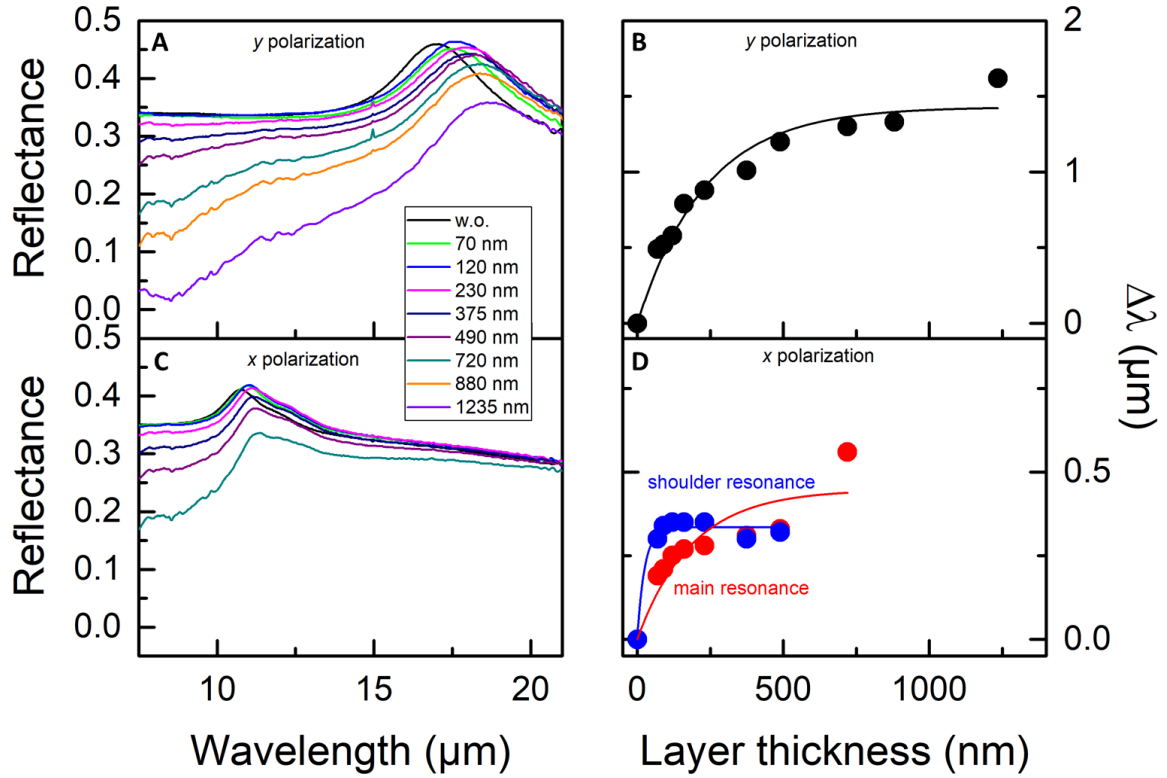 A
y polarization
0.5
0.4
0.3
0.2
0.1
0.0
Reflectance
w.o.
70 nm
120 nm
230 nm
375 nm
490 nm
720 nm
880 nm
1235 nm
B
y polarization
2
1
0
C
x polarization
0.5
0.4
0.3
0.2
0.1
0.0
Reflectance
10
15
20
Wavelength (µm)
D
x polarization
shoulder resonance
main resonance
0.5
0.0
Δλ (µm)
0
500
1000
Layer thickness (nm)